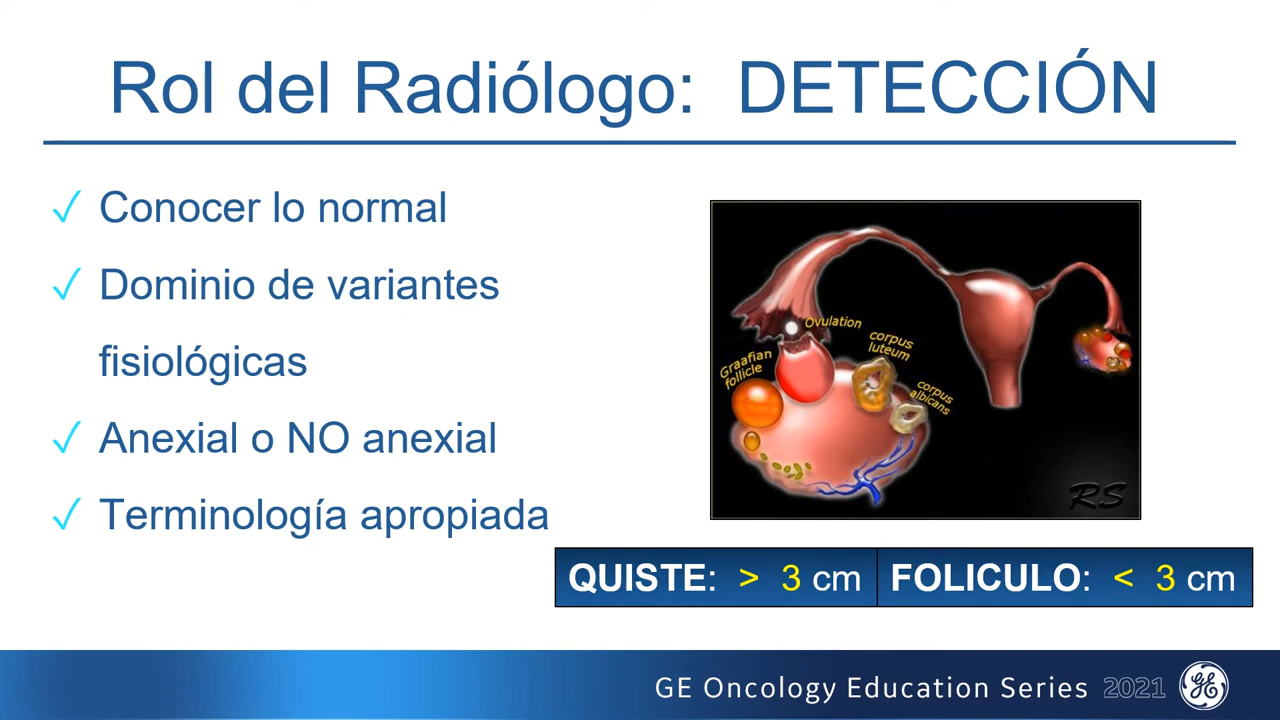 Rol del Radiólogo: DETECCIÓN
✓ Conocer lo normal
✓ Dominio de variantes
fisiológicas
✓ Anexial o NO anexial
✓ Terminología apropiada
Ovulation
corpus
luteum
Graafian
follicle
corpus
albicans
RS
QUISTE: > 3 cm
FOLICULO: < 3 cm
GE Oncology Education Series 2021
GE